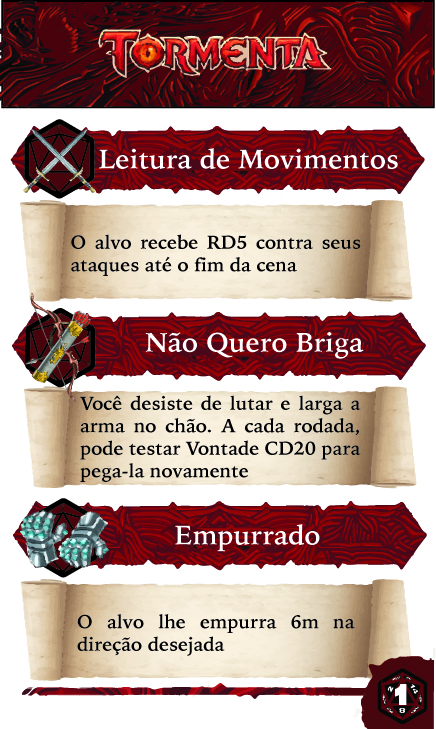 TORMENTA
Leitura de Movimentos
O alvo recebe RD5 contra seus
ataques até o fim da cena
Não Quero Briga
Você desiste de lutar e larga a
arma no chão. A cada rodada,
pode testar Vontade CD20 para
pega-la novamente
Empurrado
O alvo lhe empurra 6m na
direção desejada
1